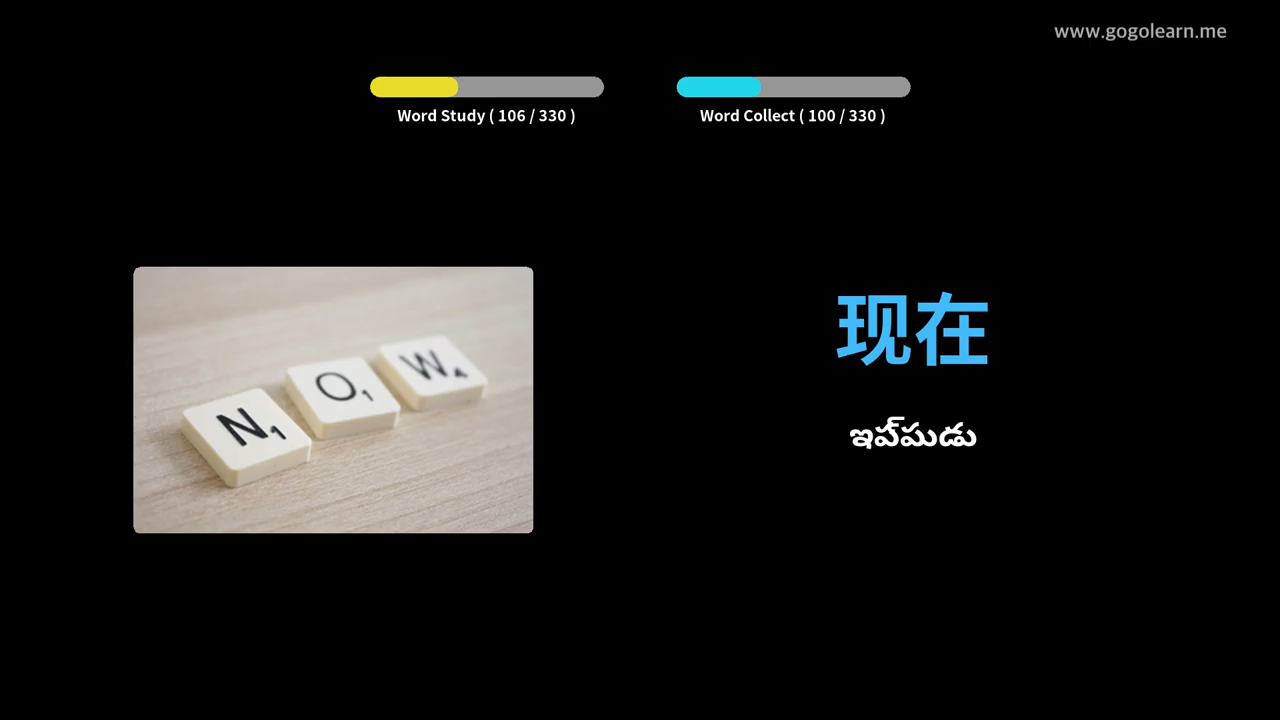 www.gogolearn.me
Word Study ( 106 / 330 )
Word Collect ( 100 / 330 )
N1 O1 W4
现在
ఇప్పుడు